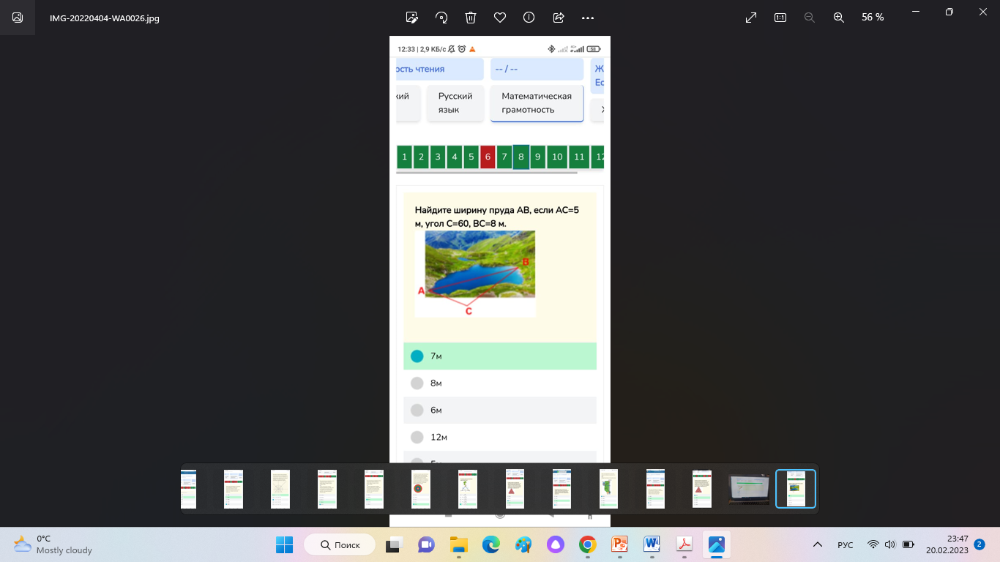 IMG-20220404-WA0026.jpg
56 %
12:33 | 2,9 КБ/с
58
ость чтения
-- / --
Ж
Ес
кий
Русский
язык
Математическая
грамотность
1 2 3 4 5 6 7 8 9 10 11 12
Найдите ширину пруда АВ, если АС=5
м, угол С=60, ВС=8 м.
B
A
C
7м
8м
6м
12м
0°C
Mostly cloudy
Поиск
РУС
23:47
20.02.2023
2